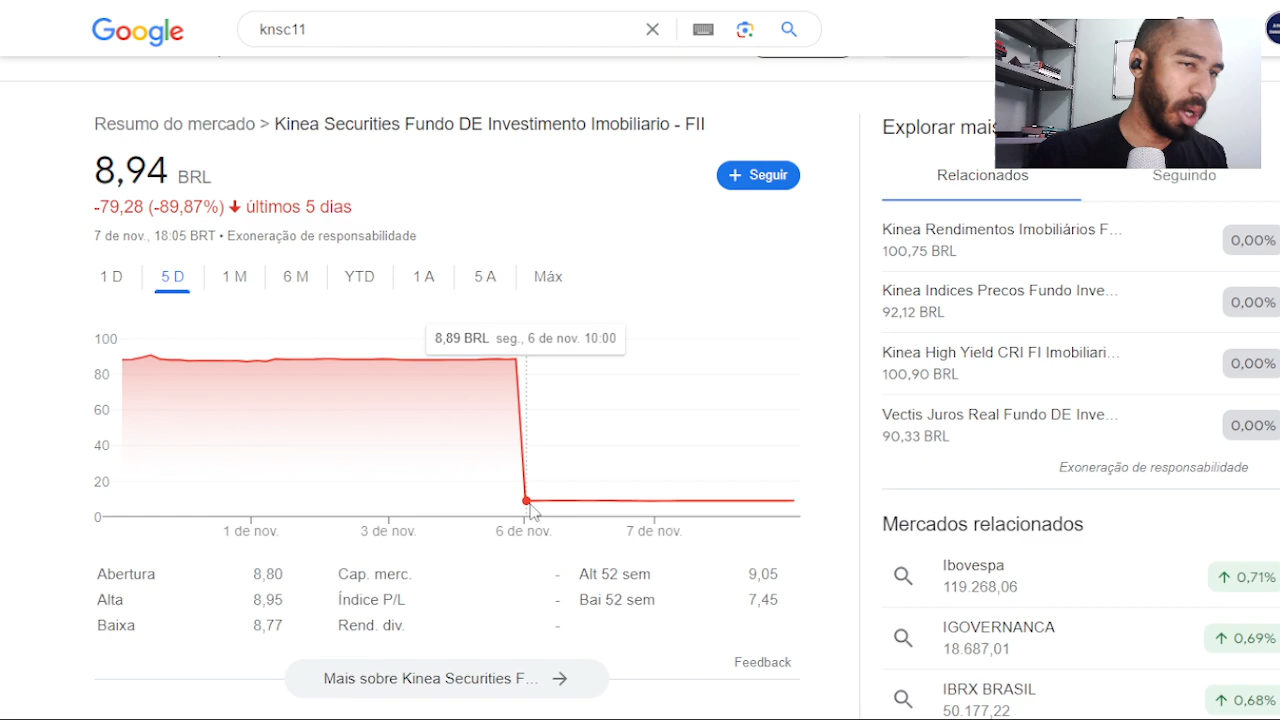 Google
knsc11
Resumo do mercado > Kinea Securities Fundo DE Investimento Imobiliario - FII
8,94 BRL
+ Seguir
-79,28 (-89,87%) ↓ últimos 5 dias
7 de nov., 18:05 BRT • Exoneração de responsabilidade
1 D
5 D
1 M
6 M
YTD
1 A
5 A
Máx
8,89 BRL seg., 6 de nov. 10:00
100
80
60
40
20
0
1 de nov.
3 de nov.
6 de nov.
7 de nov.
Abertura 8,80 Cap. merc. - Alt 52 sem 9,05
Alta 8,95 Índice P/L - Bai 52 sem 7,45
Baixa 8,77 Rend. div. -
Feedback
Mais sobre Kinea Securities F... →
Explorar mais
Relacionados
Seguindo
Kinea Rendimentos Imobiliários F...
100,75 BRL
0,00%
Kinea Indices Precos Fundo Inve...
92,12 BRL
0,00%
Kinea High Yield CRI FI Imobiliari...
100,90 BRL
0,00%
Vectis Juros Real Fundo DE Inve...
90,33 BRL
0,00%
Exoneração de responsabilidade
Mercados relacionados
Ibovespa
119.268,06
↑ 0,71%
IGOVERNANCA
18.687,01
↑ 0,69%
IBRX BRASIL
50.177,22
↑ 0,68%